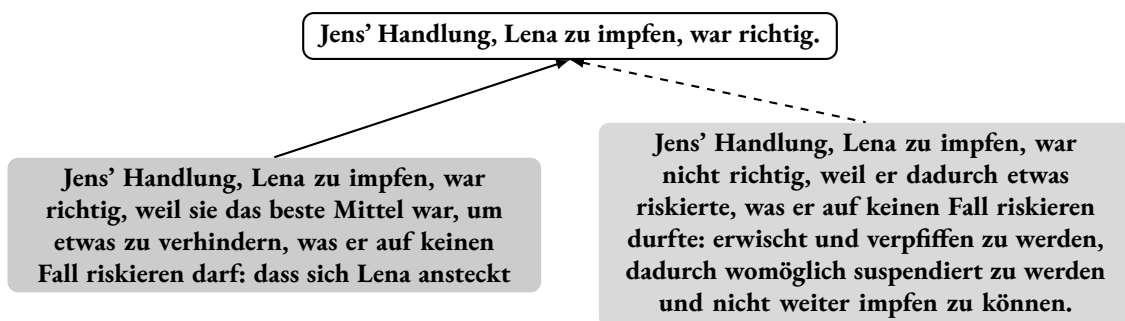 Jens’ Handlung, Lena zu impfen, war richtig.
Jens’ Handlung, Lena zu impfen, war
richtig, weil sie das beste Mittel war, um
etwas zu verhindern, was er auf keinen
Fall riskieren darf: dass sich Lena ansteckt
Jens’ Handlung, Lena zu impfen, war
nicht richtig, weil er dadurch etwas
riskierte, was er auf keinen Fall riskieren
durfte: erwischt und verpfiffen zu werden,
dadurch womöglich suspendiert zu werden
und nicht weiter impfen zu können.